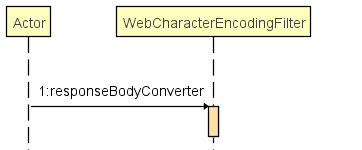 Actor
WebCharacterEncodingFilter
1:responseBodyConverter